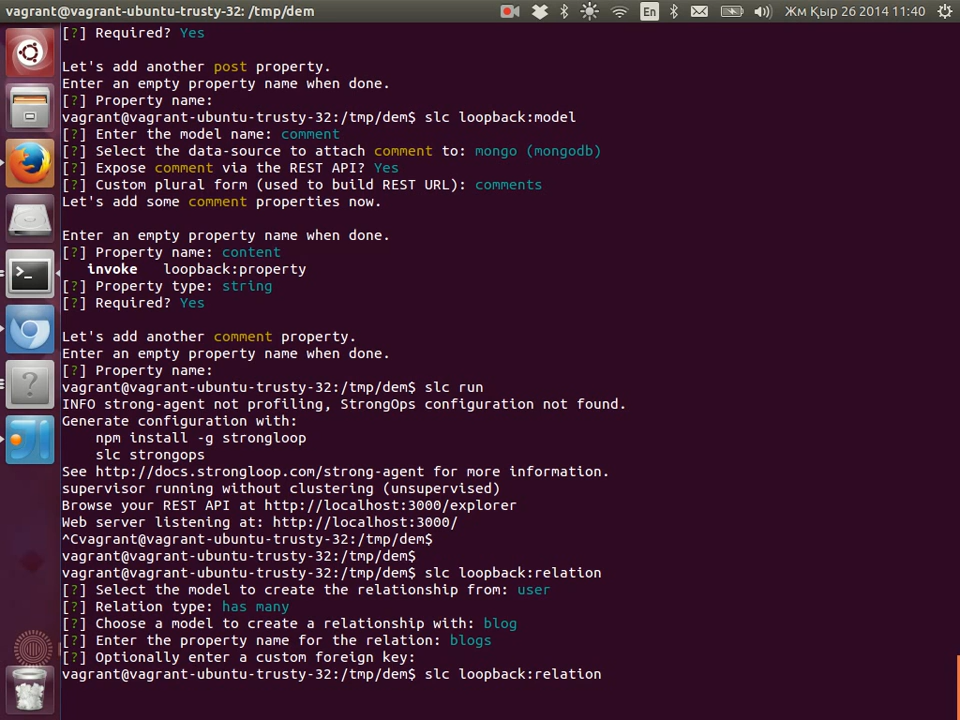 vagrant@vagrant-ubuntu-trusty-32: /tmp/dem
En
Жм Қыр 26 2014 11:40
[?] Required? Yes
Let's add another post property.
Enter an empty property name when done.
[?] Property name:
vagrant@vagrant-ubuntu-trusty-32:/tmp/dem$ slc loopback:model
[?] Enter the model name: comment
[?] Select the data-source to attach comment to: mongo (mongodb)
[?] Expose comment via the REST API? Yes
[?] Custom plural form (used to build REST URL): comments
Let's add some comment properties now.
Enter an empty property name when done.
[?] Property name: content
invoke   loopback:property
[?] Property type: string
[?] Required? Yes
Let's add another comment property.
Enter an empty property name when done.
[?] Property name:
vagrant@vagrant-ubuntu-trusty-32:/tmp/dem$ slc run
INFO strong-agent not profiling, StrongOps configuration not found.
Generate configuration with:
npm install -g strongloop
slc strongops
See http://docs.strongloop.com/strong-agent for more information.
supervisor running without clustering (unsupervised)
Browse your REST API at http://localhost:3000/explorer
Web server listening at: http://localhost:3000/
^Cvagrant@vagrant-ubuntu-trusty-32:/tmp/dem$
vagrant@vagrant-ubuntu-trusty-32:/tmp/dem$
vagrant@vagrant-ubuntu-trusty-32:/tmp/dem$ slc loopback:relation
[?] Select the model to create the relationship from: user
[?] Relation type: has many
[?] Choose a model to create a relationship with: blog
[?] Enter the property name for the relation: blogs
[?] Optionally enter a custom foreign key:
vagrant@vagrant-ubuntu-trusty-32:/tmp/dem$ slc loopback:relation